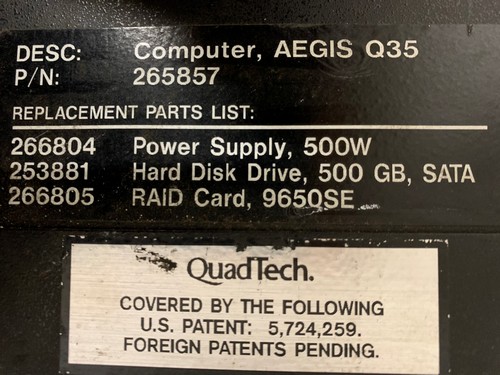 DESC: Computer, AEGIS Q35
P/N: 265857
REPLACEMENT PARTS LIST:
266804 Power Supply, 500W
253881 Hard Disk Drive, 500 GB, SATA
266805 RAID Card, 9650SE
QuadTech.
COVERED BY THE FOLLOWING
U.S. PATENT: 5,724,259.
FOREIGN PATENTS PENDING.